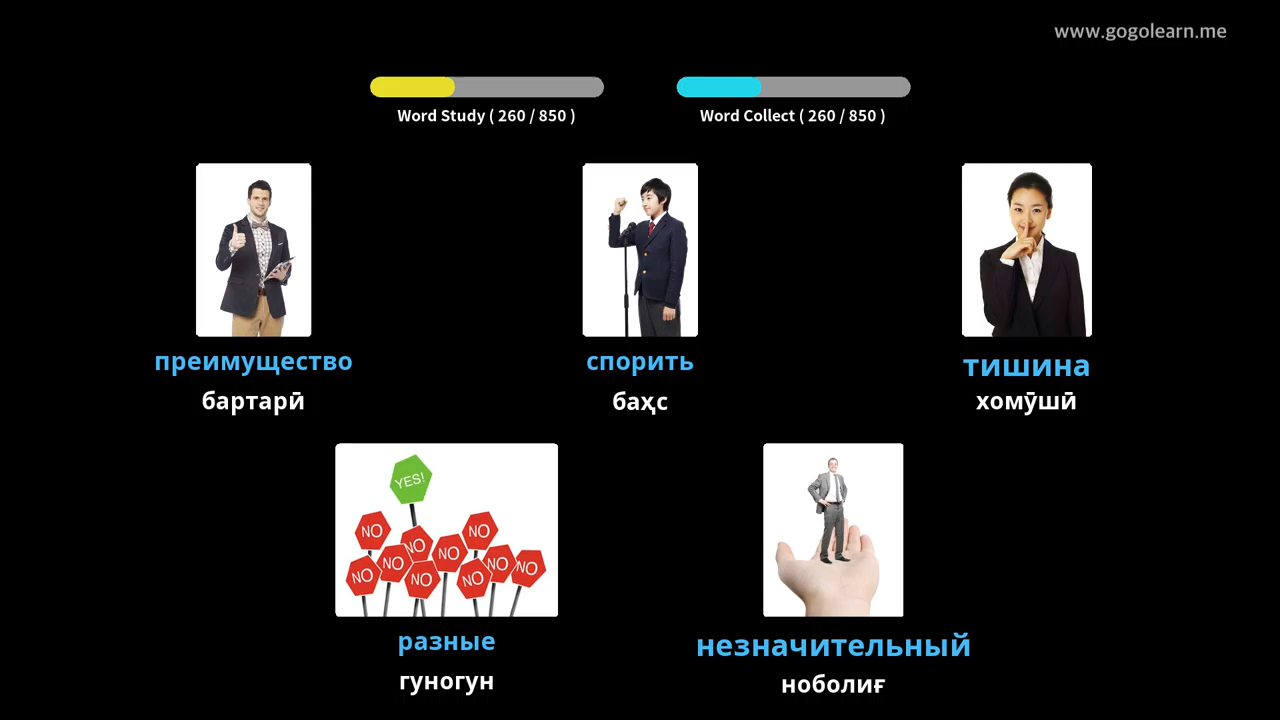 www.gogolearn.me
Word Study ( 260 / 850 )
Word Collect ( 260 / 850 )
преимущество
бартарӣ
спорить
баҳс
тишина
хомӯшӣ
YES!
NO
NO
NO
NO
NO
NO
NO
NO
NO
NO
разные
гуногун
незначительный
ноболиғ